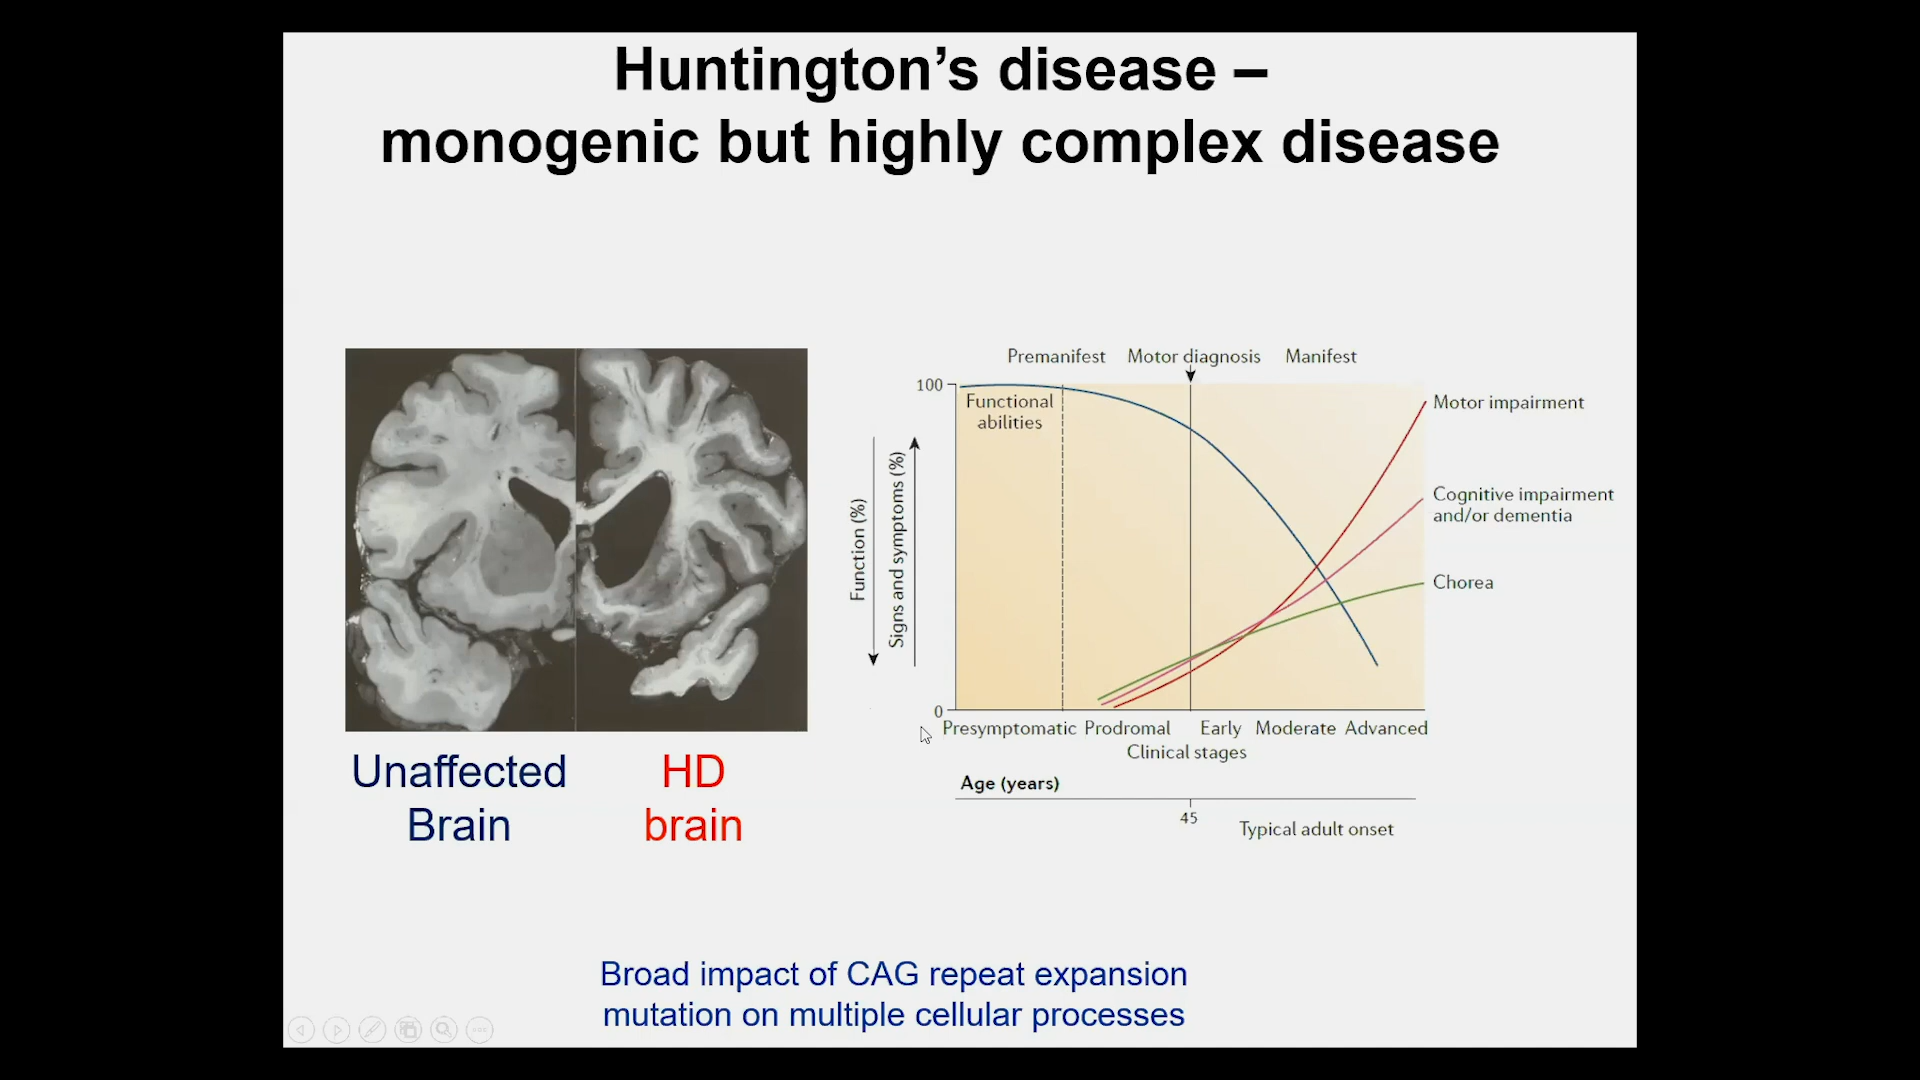 Huntington’s disease –
monogenic but highly complex disease
Unaffected
Brain
HD
brain
Premanifest
Motor diagnosis
Manifest
100
Functional
abilities
Function (%)
Signs and symptoms (%)
Motor impairment
Cognitive impairment
and/or dementia
Chorea
0
Presymptomatic
Prodromal
Early
Moderate
Advanced
Clinical stages
Age (years)
45
Typical adult onset
Broad impact of CAG repeat expansion
mutation on multiple cellular processes